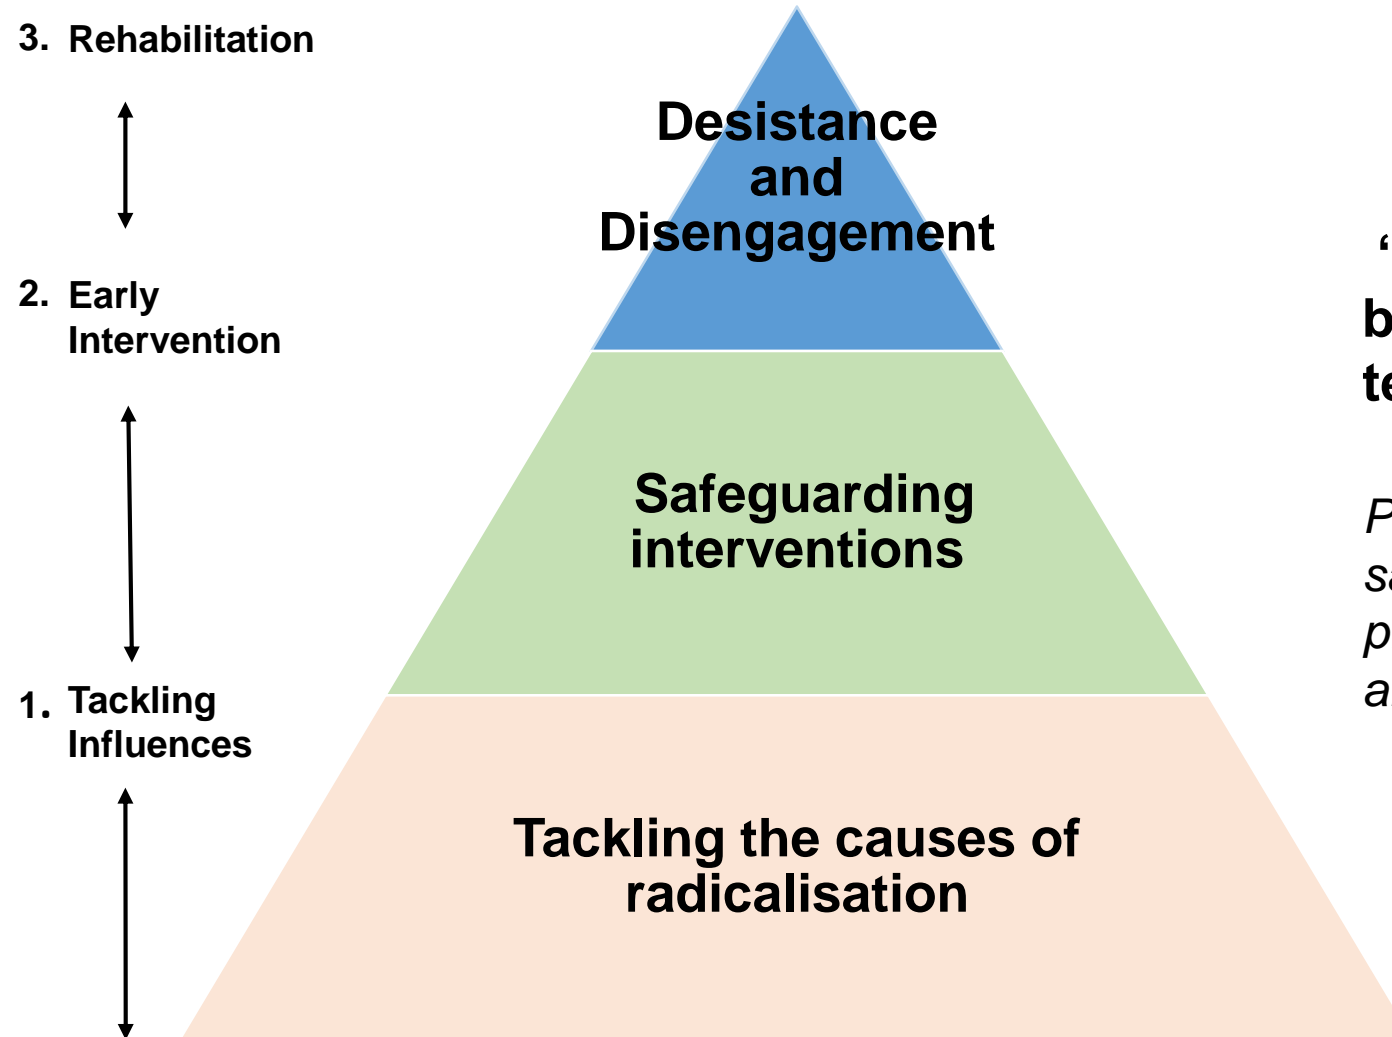 3. Rehabilitation
Desistance
and
Disengagement
2. Early
Intervention
Safeguarding
interventions
1. Tackling
Influences
Tackling the causes of
radicalisation